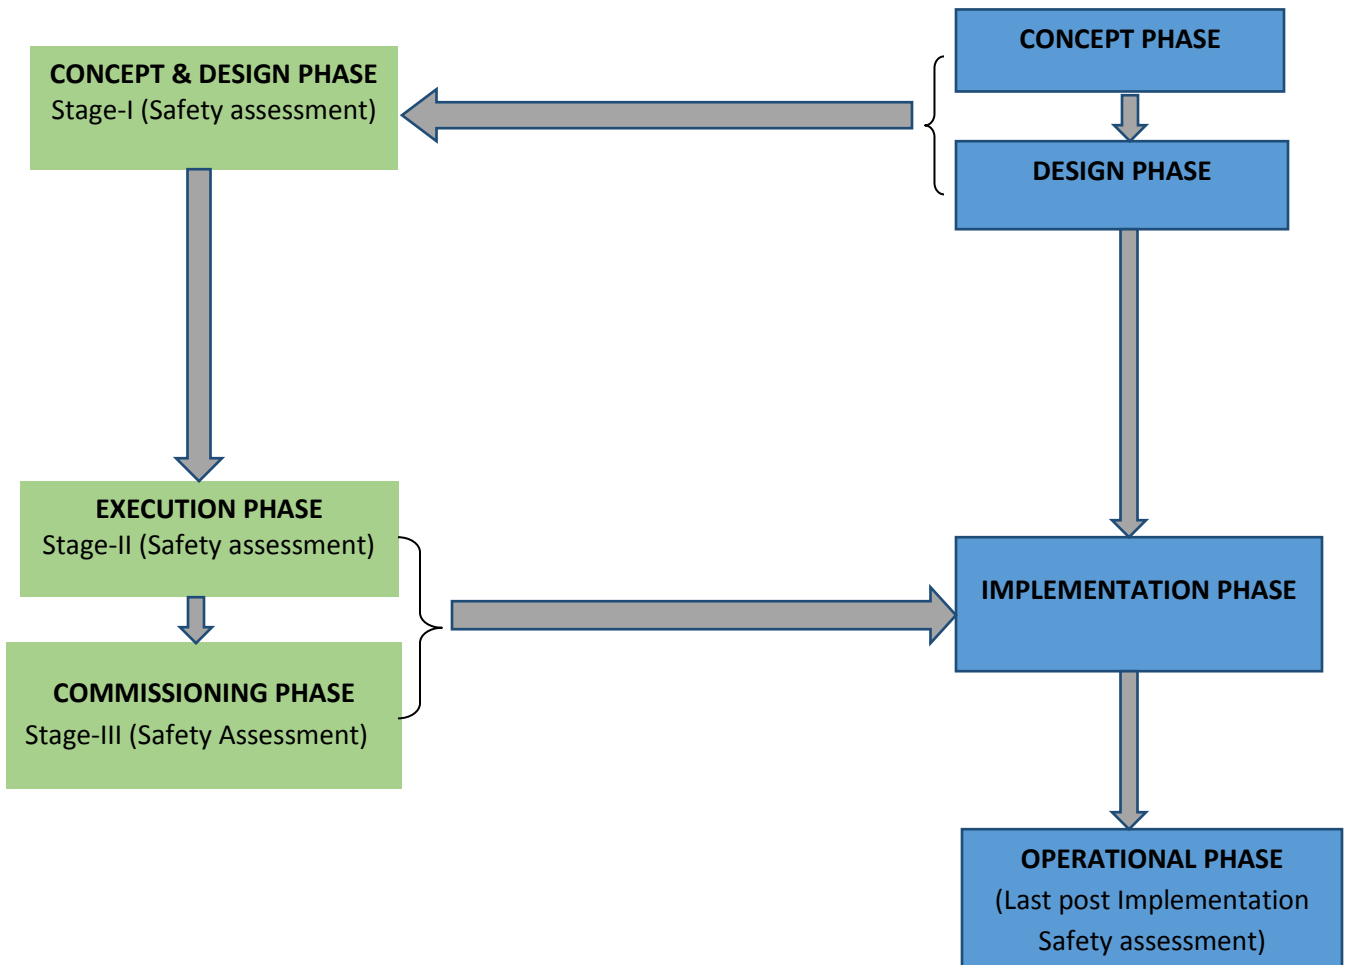 CONCEPT PHASE
CONCEPT & DESIGN PHASE
Stage-I (Safety assessment)
DESIGN PHASE
EXECUTION PHASE
Stage-II (Safety assessment)
IMPLEMENTATION PHASE
COMMISSIONING PHASE
Stage-III (Safety Assessment)
OPERATIONAL PHASE
(Last post Implementation
Safety assessment)